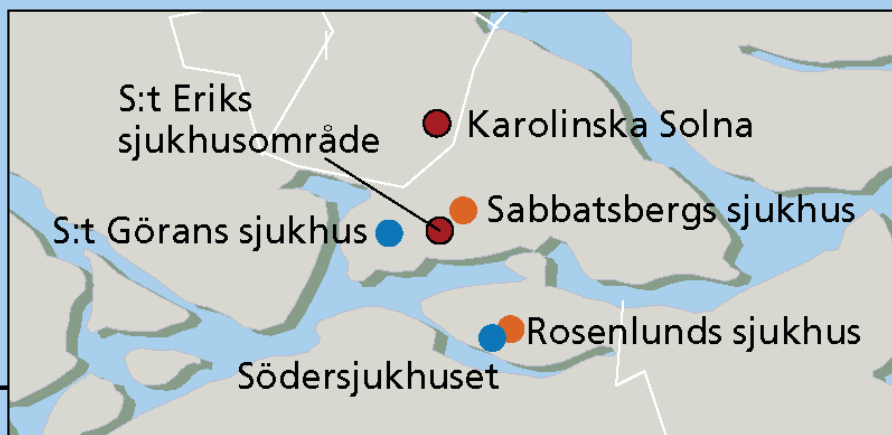 S:t Eriks
sjukhusområde
Karolinska Solna
Sabbatsbergs sjukhus
S:t Görans sjukhus
Rosenlunds sjukhus
Södersjukhuset